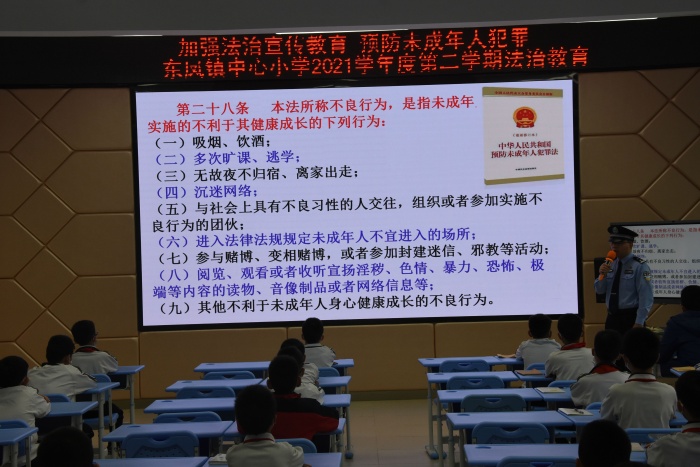 加强法治宣传教育 预防未成年人犯罪
东凤镇中心小学2021学年度第二学期法治教育
第二十八条 本法所称不良行为，是指未成年
实施的不利于其健康成长的下列行为：
（一）吸烟、饮酒；
（二）多次旷课、逃学；
（三）无故夜不归宿、离家出走；
（四）沉迷网络；
（五）与社会上具有不良习性的人交往，组织或者参加实施不
良行为的团伙；
（六）进入法律法规规定未成年人不宜进入的场所；
（七）参与赌博、变相赌博，或者参加封建迷信、邪教等活动；
（八）阅览、观看或者收听宣扬淫秽、色情、暴力、恐怖、极
端等内容的读物、音像制品或者网络信息等；
（九）其他不利于未成年人身心健康成长的不良行为。
中华人民共和国
预防未成年人犯罪法